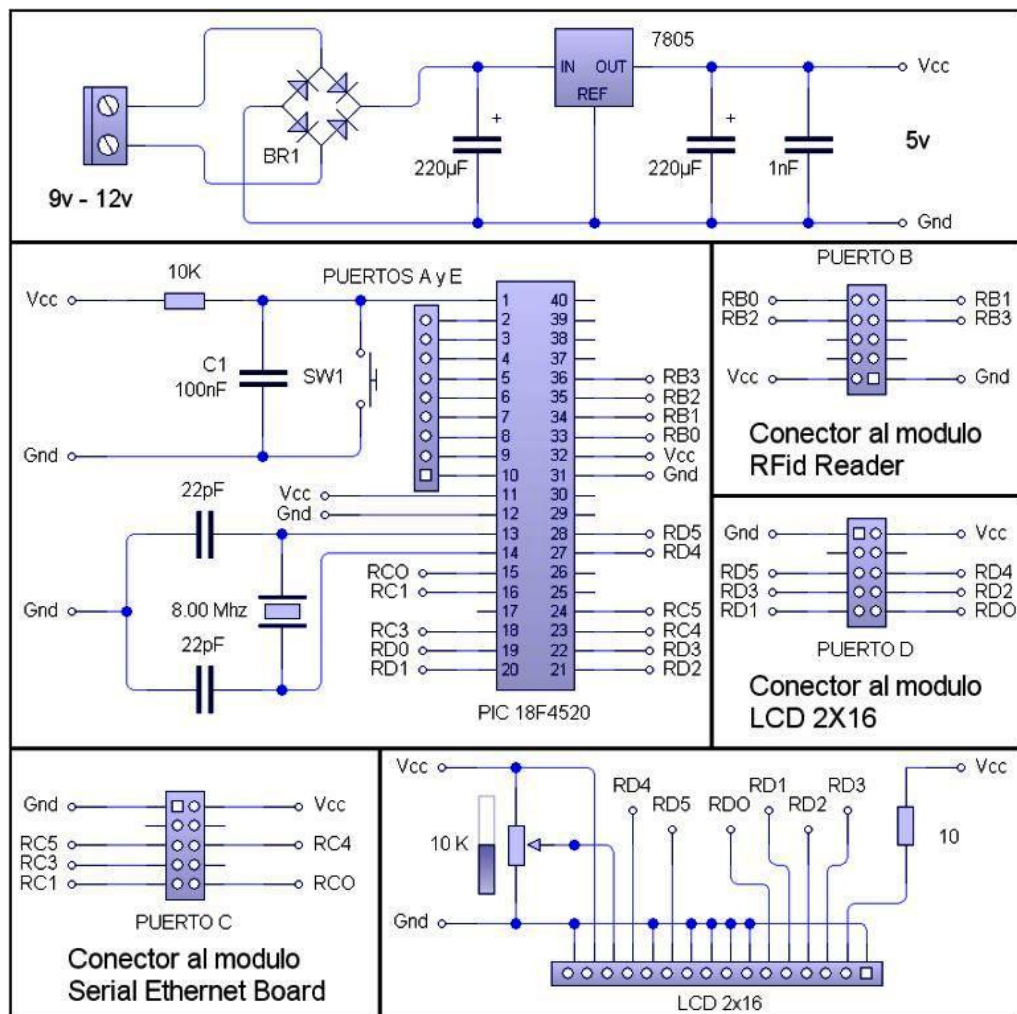 7805
IN OUT
REF
Vcc
+
+
BR1
220µF
220µF
1nF
5v
9v - 12v
Gnd
10K
PUERTOS A y E
Vcc
C1
100nF
SW1
Gnd
22pF
Vcc
Gnd
Gnd
8.00 Mhz
22pF
RCO
RC1
RC3
RD0
RD1
1 40
2 39
3 38
4 37
5 36
6 35
7 34
8 33
9 32
10 31
11 30
12 29
13 28
14 27
15 26
16 25
17 24
18 23
19 22
20 21
RB3
RB2
RB1
RB0
Vcc
Gnd
RD5
RD4
RC5
RC4
RD3
RD2
PIC 18F4520
PUERTO B
RB0 RB1
RB2 RB3
Vcc Gnd
Conector al modulo
RFid Reader
Gnd Vcc
RD5 RD4
RD3 RD2
RD1 RDO
PUERTO D
Conector al modulo
LCD 2X16
Gnd Vcc
RC5 RC4
RC3
RC1 RCO
PUERTO C
Conector al modulo
Serial Ethernet Board
Vcc Vcc
RD4 RD1 RD3
RD5 RDO RD2
10 K
10
Gnd
LCD 2x16